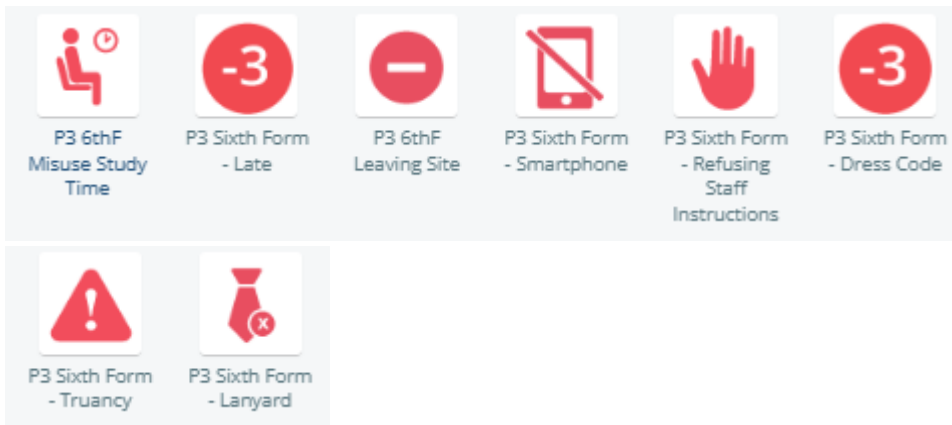 -3
-3
P3 6thF
Misuse Study
Time
P3 Sixth Form
- Late
P3 6thF
Leaving Site
P3 Sixth Form
- Smartphone
P3 Sixth Form
- Refusing
Staff
Instructions
P3 Sixth Form
- Dress Code
!
P3 Sixth Form
- Truancy
x
P3 Sixth Form
- Lanyard